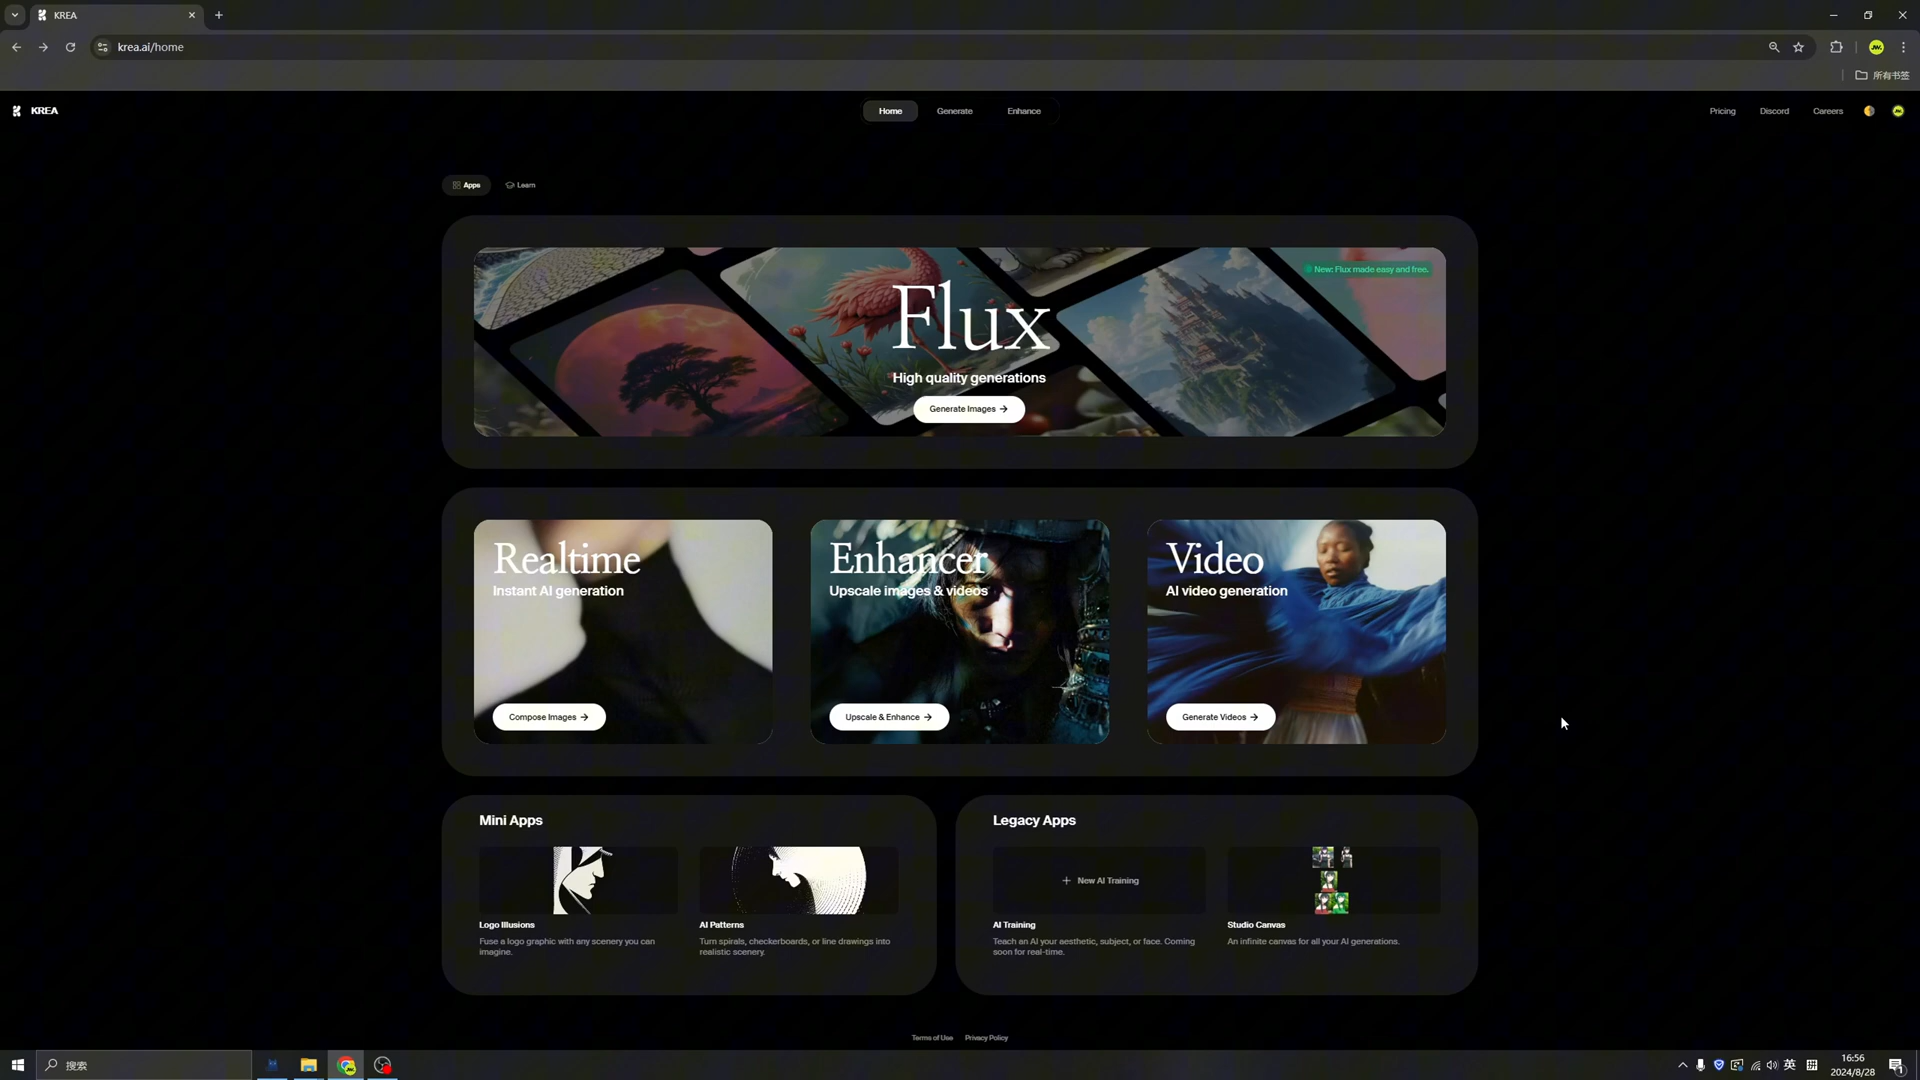 KREA
krea.ai/home
所有书签
KREA
Home
Generate
Enhance
Pricing
Discord
Careers
Apps
Learn
New: Flux made easy and free.
Flux
High quality generations
Generate Images
Realtime
Instant AI generation
Compose Images
Enhancer
Upscale images & videos
Upscale & Enhance
Video
AI video generation
Generate Videos
Mini Apps
Logo Illusions
Fuse a logo graphic with any scenery you can
imagine.
AI Patterns
Turn spirals, checkerboards, or line drawings into
realistic scenery.
Legacy Apps
New AI Training
AI Training
Teach an AI your aesthetic, subject, or face. Coming
soon for real-time.
Studio Canvas
An infinite canvas for all your AI generations.
Terms of Use
Privacy Policy
搜索
英
16:56
2024/8/28